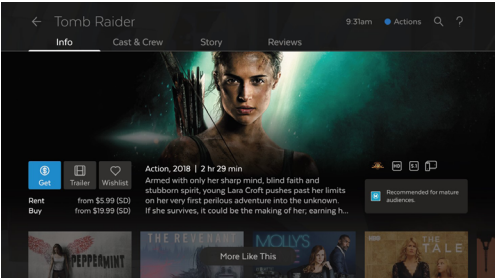 Tomb Raider
9:31am
Actions
?
Info
Cast & Crew
Story
Reviews
Get
Trailer
Wishlist
Rent from $5.99 (SD)
Buy from $19.99 (SD)
Action, 2018 | 2 hr 29 min
Armed with only her sharp mind, blind faith and
stubborn spirit, young Lara Croft pushes past her limits
on her very first perilous adventure into the unknown.
If she survives, it could be the making of her; earning h...
HD
5.1
M
Recommended for mature
audiences.
PEPPERMINT
THE REVENANT
MOLLY'S
THE
TALE
More Like This